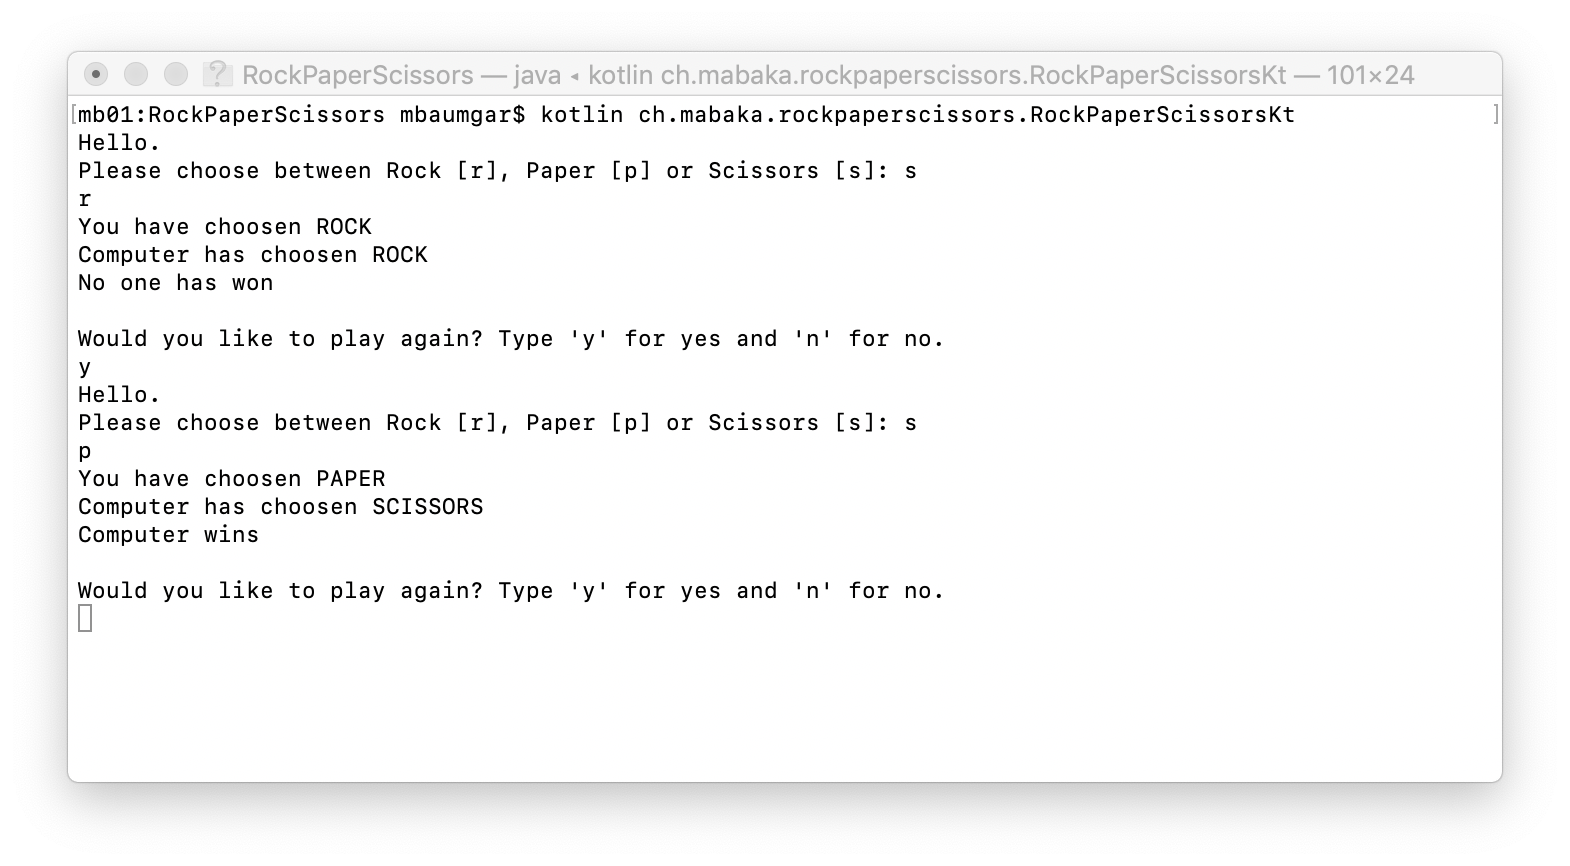 RockPaperScissors — java ◂ kotlin ch.mabaka.rockpaperscissors.RockPaperScissorsKt — 101×24
[mb01:RockPaperScissors mbaumgar$ kotlin ch.mabaka.rockpaperscissors.RockPaperScissorsKt ]
Hello.
Please choose between Rock [r], Paper [p] or Scissors [s]: s
r
You have choosen ROCK
Computer has choosen ROCK
No one has won

Would you like to play again? Type 'y' for yes and 'n' for no.
y
Hello.
Please choose between Rock [r], Paper [p] or Scissors [s]: s
p
You have choosen PAPER
Computer has choosen SCISSORS
Computer wins

Would you like to play again? Type 'y' for yes and 'n' for no.